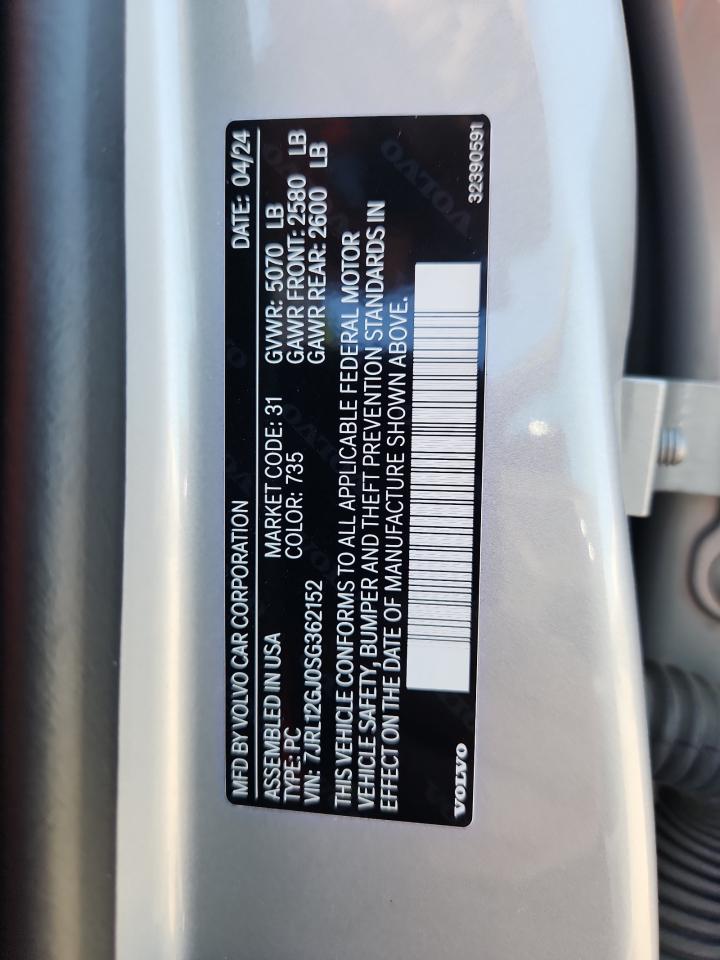 MFD BY VOLVO CAR CORPORATION DATE: 04/24
ASSEMBLED IN USA MARKET CODE: 31 GVWR: 5070 LB
TYPE: PC COLOR: 735 GAWR FRONT: 2580 LB
VIN: 7JRL12GJ0SG362152 GAWR REAR: 2600 LB
THIS VEHICLE CONFORMS TO ALL APPLICABLE FEDERAL MOTOR
VEHICLE SAFETY, BUMPER AND THEFT PREVENTION STANDARDS IN
EFFECT ON THE DATE OF MANUFACTURE SHOWN ABOVE.
VOLVO 32390591